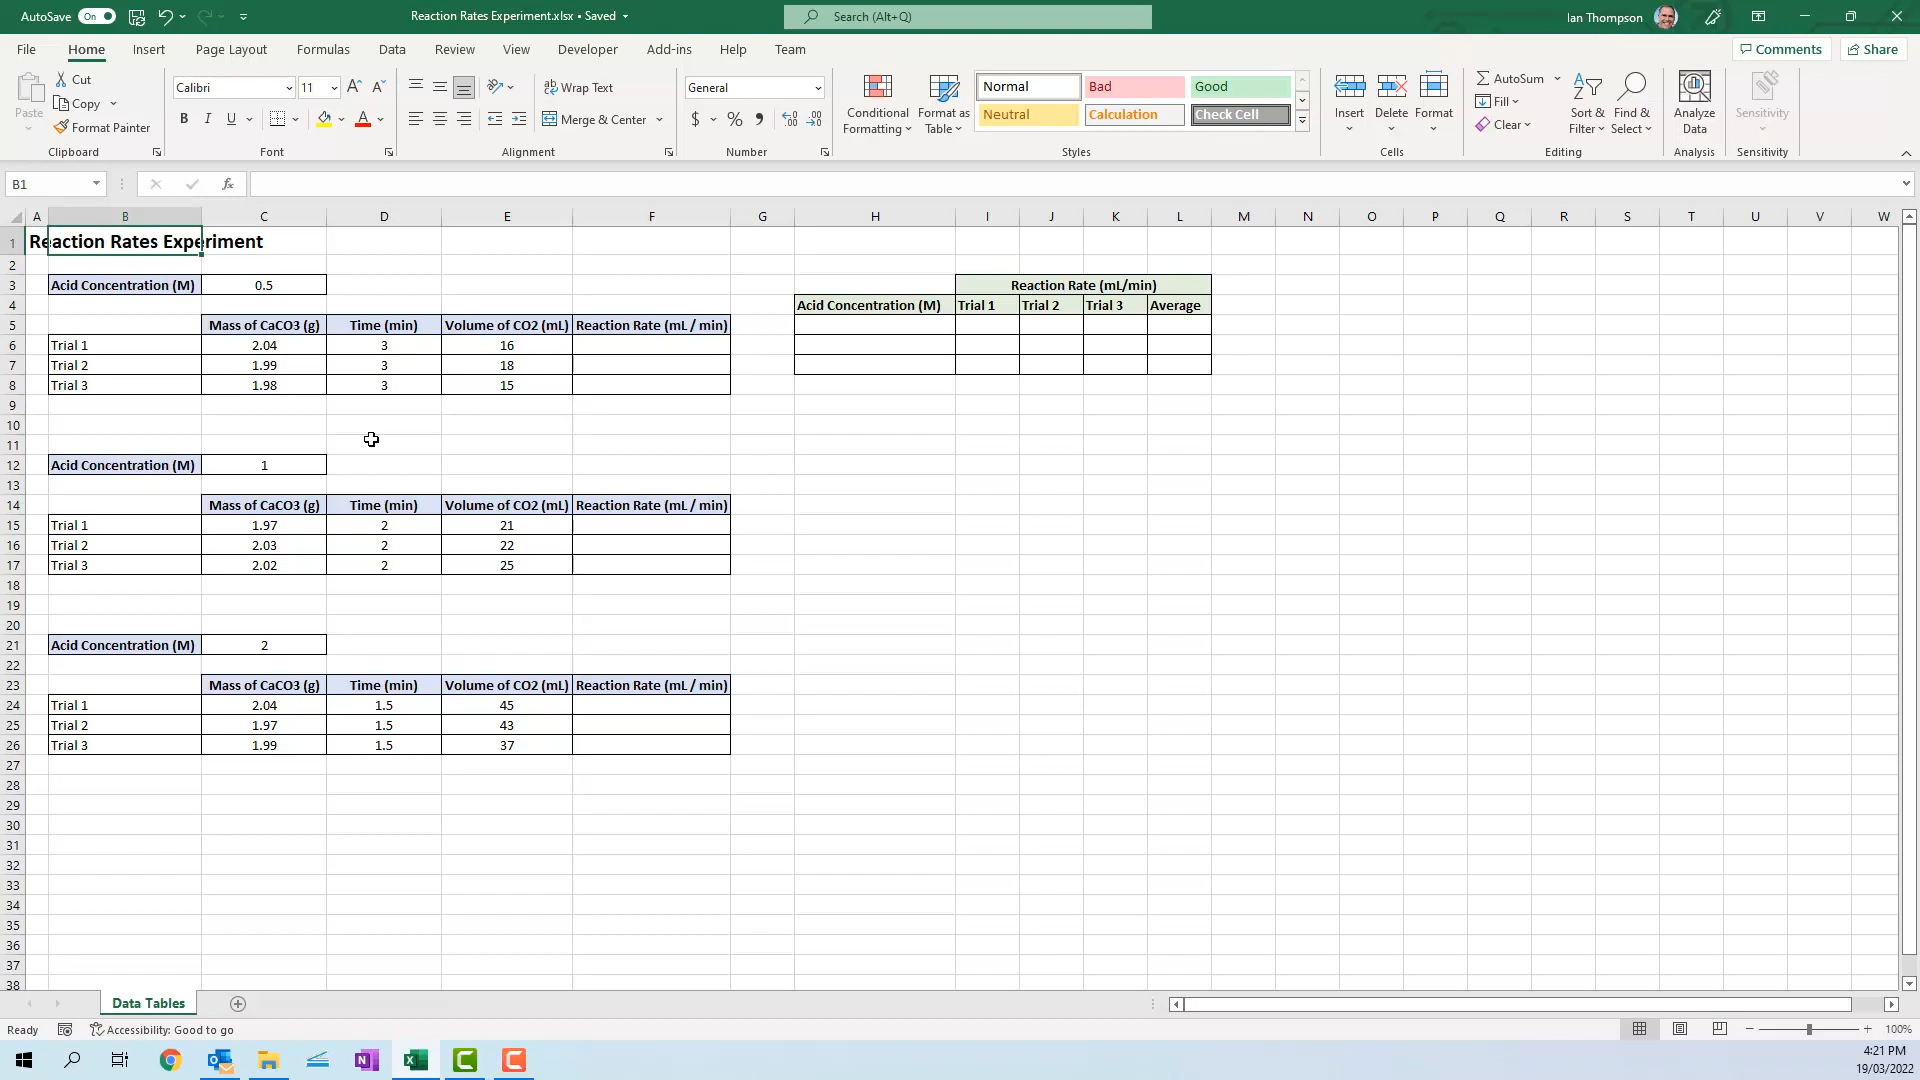 AutoSave On Reaction Rates Experiment.xlsx • Saved Search (Alt+Q) Ian Thompson
File Home Insert Page Layout Formulas Data Review View Developer Add-ins Help Team Comments Share
Paste Cut Copy Format Painter Clipboard
Calibri 11 B I U Font
Wrap Text Merge & Center Alignment
General $ % Number
Conditional Formatting Format as Table Normal Bad Good Neutral Calculation Check Cell Styles
Insert Delete Format Cells
AutoSum Fill Clear Sort & Filter Find & Select Editing
Analyze Data Analysis
Sensitivity Sensitivity
B1 fx
A B C D E F G H I J K L M N O P Q R S T U V W
1 Reaction Rates Experiment
2
3 Acid Concentration (M) 0.5 Reaction Rate (mL/min)
4 Acid Concentration (M) Trial 1 Trial 2 Trial 3 Average
5 Mass of CaCO3 (g) Time (min) Volume of CO2 (mL) Reaction Rate (mL / min)
6 Trial 1 2.04 3 16
7 Trial 2 1.99 3 18
8 Trial 3 1.98 3 15
9
10
11
12 Acid Concentration (M) 1
13
14 Mass of CaCO3 (g) Time (min) Volume of CO2 (mL) Reaction Rate (mL / min)
15 Trial 1 1.97 2 21
16 Trial 2 2.03 2 22
17 Trial 3 2.02 2 25
18
19
20
21 Acid Concentration (M) 2
22
23 Mass of CaCO3 (g) Time (min) Volume of CO2 (mL) Reaction Rate (mL / min)
24 Trial 1 2.04 1.5 45
25 Trial 2 1.97 1.5 43
26 Trial 3 1.99 1.5 37
27
28
29
30
31
32
33
34
35
36
37
38
Data Tables
Ready Accessibility: Good to go 100%
4:21 PM
19/03/2022